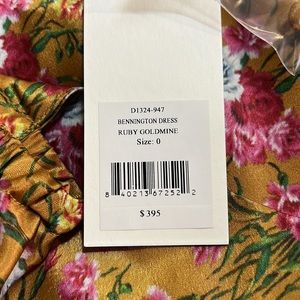 D1324-947
BENNINGTON DRESS
RUBY GOLDMINE
Size: 0
8 40213 67252 2
$ 395